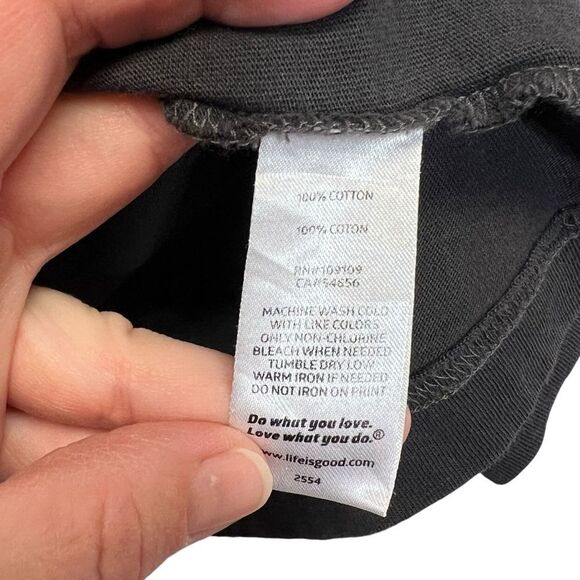 100% COTTON
100% COTON
RN#109109
CA#54656
MACHINE WASH COLD
WITH LIKE COLORS
ONLY NON-CHLORINE
BLEACH WHEN NEEDED
TUMBLE DRY LOW
WARM IRON IF NEEDED
DO NOT IRON ON PRINT
Do what you love.
Love what you do.®
www.lifeisgood.com
2554